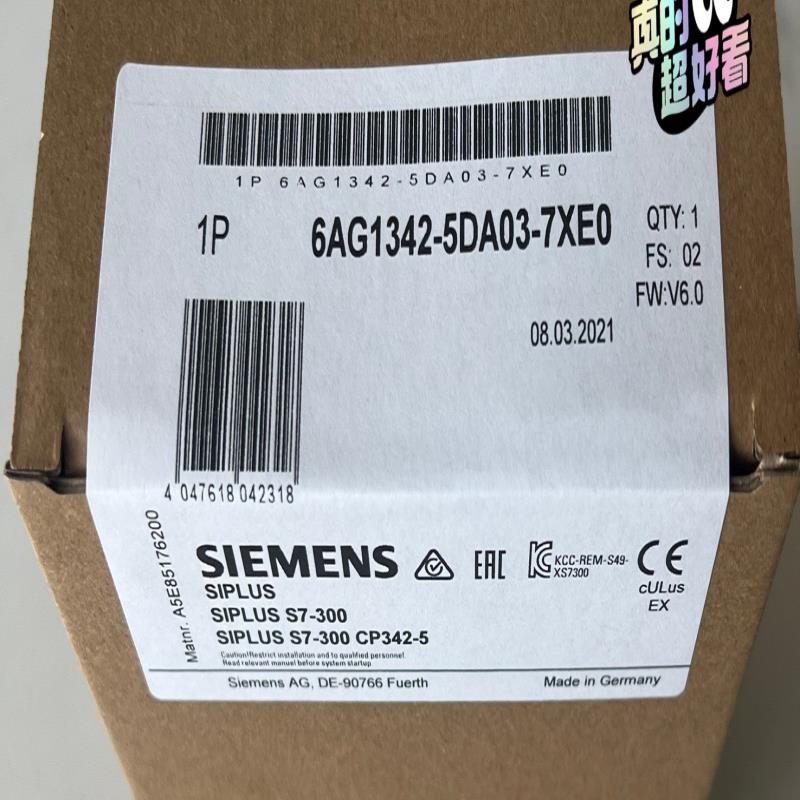 真的
超好看
1P 6AG1342-5DA03-7XE0
1P 6AG1342-5DA03-7XE0
QTY: 1
FS: 02
FW:V6.0
08.03.2021
4 047618 042318
Matnr. A5E85176200
SIEMENS
EAC
KCC-REM-S49-
XS7300
CE
cULus
EX
SIPLUS
SIPLUS S7-300
SIPLUS S7-300 CP342-5
Caution!Restrict installation and to qualified personnel.
Read relevant manual before system startup
Siemens AG, DE-90766 Fuerth
Made in Germany